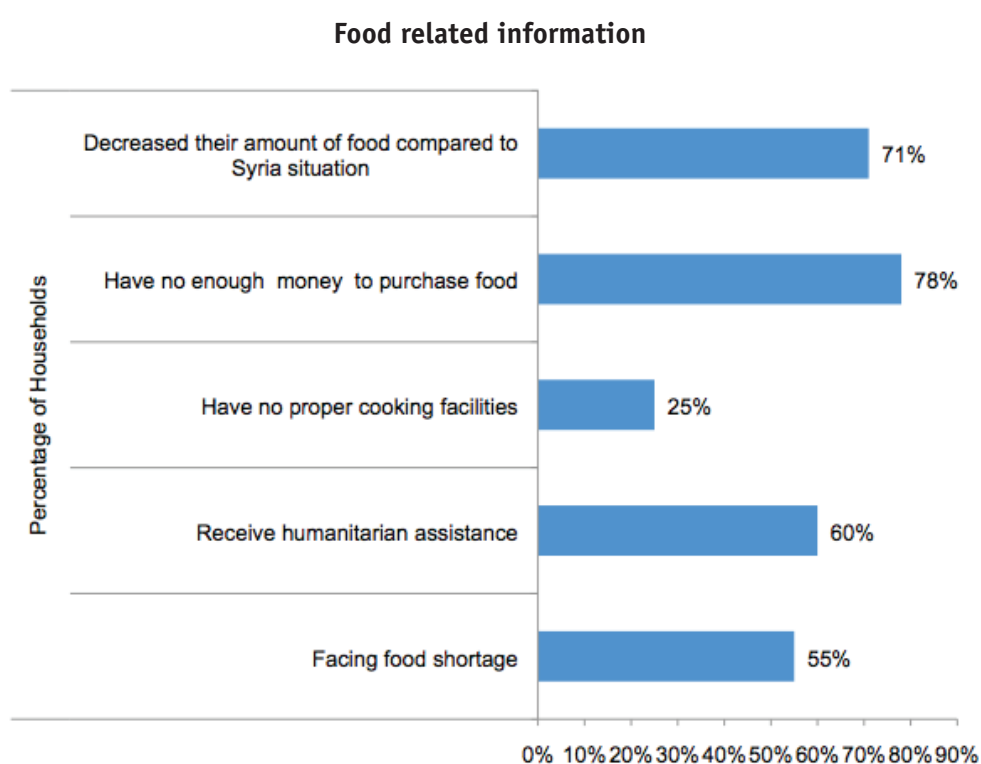 Food related information
Percentage of Households
Decreased their amount of food compared to
Syria situation
71%
Have no enough money to purchase food
78%
Have no proper cooking facilities
25%
Receive humanitarian assistance
60%
Facing food shortage
55%
0% 10% 20% 30% 40% 50% 60% 70% 80% 90%